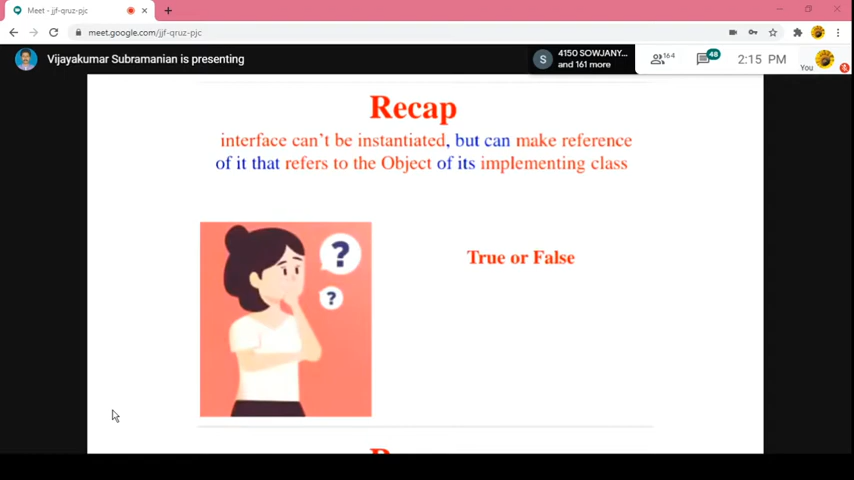 Meet - jjf-qruz-pjc
meet.google.com/jjf-qruz-pjc
Vijayakumar Subramanian is presenting
S
4150 SOWJANY...
and 161 more
164
48
2:15 PM
You
Recap
interface can't be instantiated, but can make reference
of it that refers to the Object of its implementing class
?
?
True or False